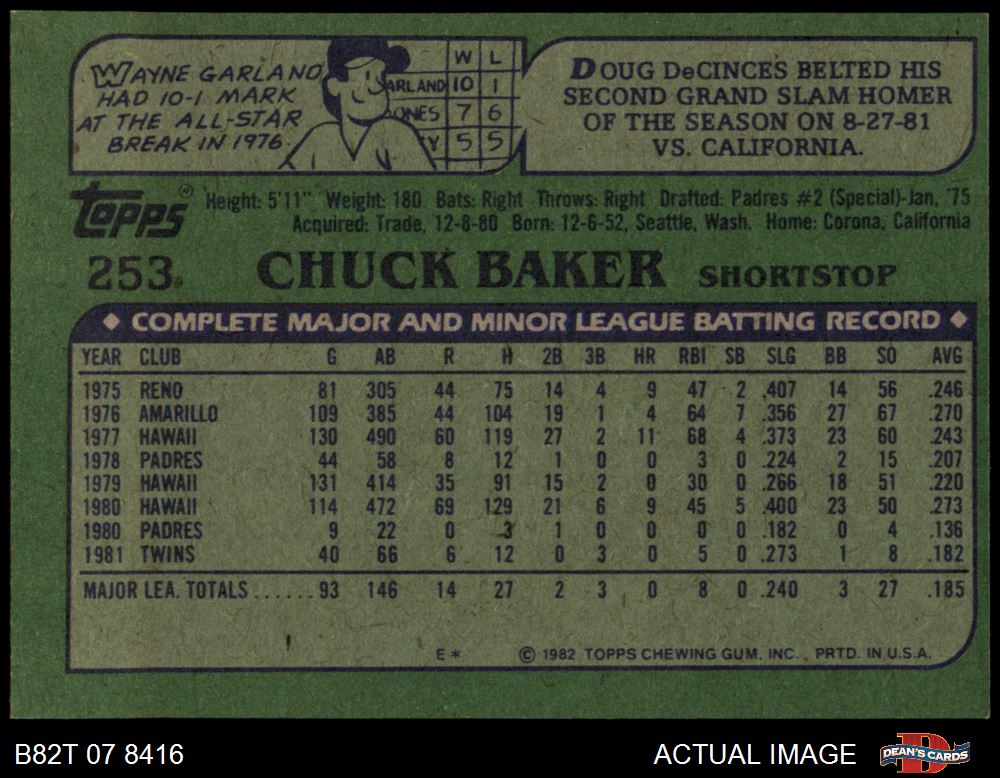 WAYNE GARLAND
HAD 10-1 MARK
AT THE ALL-STAR
BREAK IN 1976.
W L
ARLAND 10 1
ONES 7 6
Y 5 5
DOUG DeCINCES BELTED HIS
SECOND GRAND SLAM HOMER
OF THE SEASON ON 8-27-81
VS. CALIFORNIA.
Topps®
Height: 5'11" Weight: 180 Bats: Right Throws: Right Drafted: Padres #2 (Special)-Jan, '75
Acquired: Trade, 12-8-80 Born: 12-6-52, Seattle, Wash. Home: Corona, California
253. CHUCK BAKER SHORTSTOP
◆ COMPLETE MAJOR AND MINOR LEAGUE BATTING RECORD ◆
YEAR CLUB G AB R H 2B 3B HR RBI SB SLG BB SO AVG
1975 RENO 81 305 44 75 14 4 9 47 2 .407 14 56 .246
1976 AMARILLO 109 385 44 104 19 1 4 64 7 .356 27 67 .270
1977 HAWAII 130 490 60 119 27 2 11 68 4 .373 23 60 .243
1978 PADRES 44 58 8 12 1 0 0 3 0 .224 2 15 .207
1979 HAWAII 131 414 35 91 15 2 0 30 0 .266 18 51 .220
1980 HAWAII 114 472 69 129 21 6 9 45 5 .400 23 50 .273
1980 PADRES 9 22 0 3 1 0 0 0 0 .182 0 4 .136
1981 TWINS 40 66 6 12 0 3 0 5 0 .273 1 8 .182
MAJOR LEA. TOTALS...... 93 146 14 27 2 3 0 8 0 .240 3 27 .185
E* © 1982 TOPPS CHEWING GUM, INC. PRTD. IN U.S.A.
B82T 07 8416 ACTUAL IMAGE DEAN'S CARDS